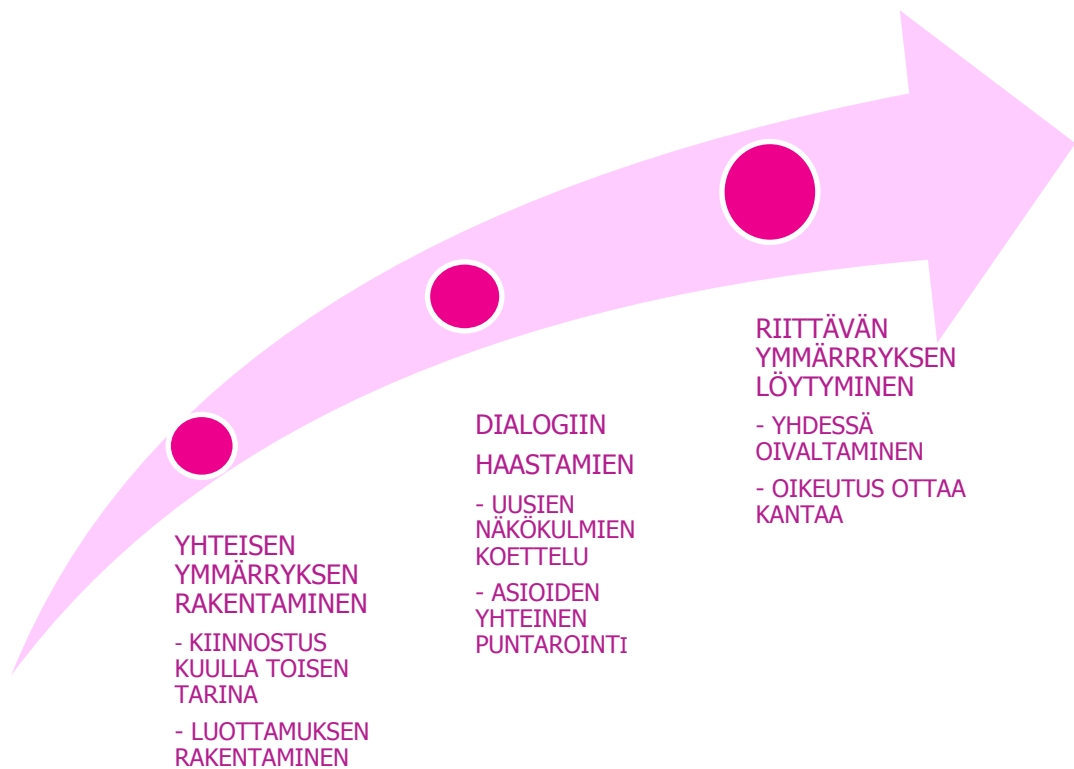 YHTEISEN
YMMÄRRYKSEN
RAKENTAMINEN
- KIINNOSTUS
KUULLA TOISEN
TARINA
- LUOTTAMUKSEN
RAKENTAMINEN
DIALOGIIN
HAASTAMIEN
- UUSIEN
NÄKÖKULMIEN
KOETTELU
- ASIOIDEN
YHTEINEN
PUNTAROINTI
RIITTÄVÄN
YMMÄRRRYKSEN
LÖYTYMINEN
- YHDESSÄ
OIVALTAMINEN
- OIKEUTUS OTTAA
KANTAA